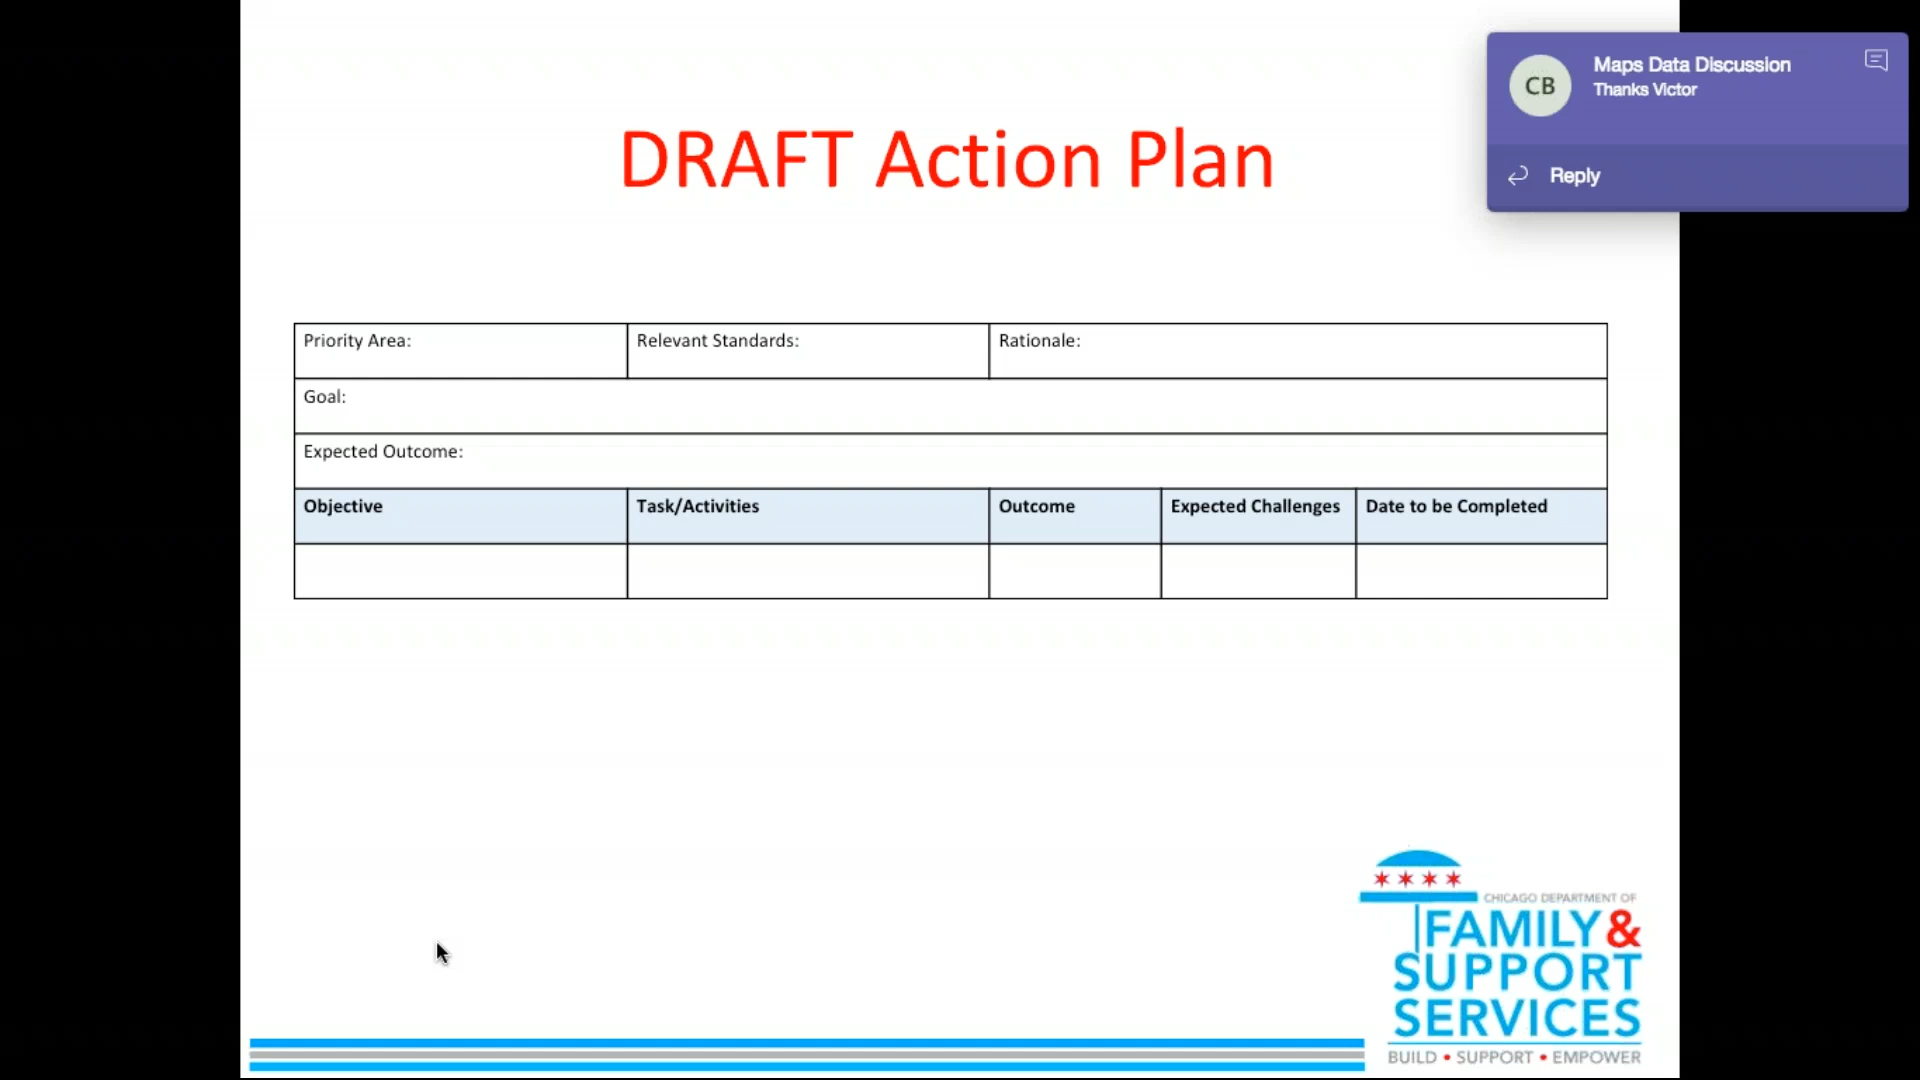 DRAFT Action Plan
CB
Maps Data Discussion
Thanks Victor
Reply
Priority Area:
Relevant Standards:
Rationale:
Goal:
Expected Outcome:
Objective
Task/Activities
Outcome
Expected Challenges
Date to be Completed
CHICAGO DEPARTMENT OF
FAMILY &
SUPPORT
SERVICES
BUILD • SUPPORT • EMPOWER